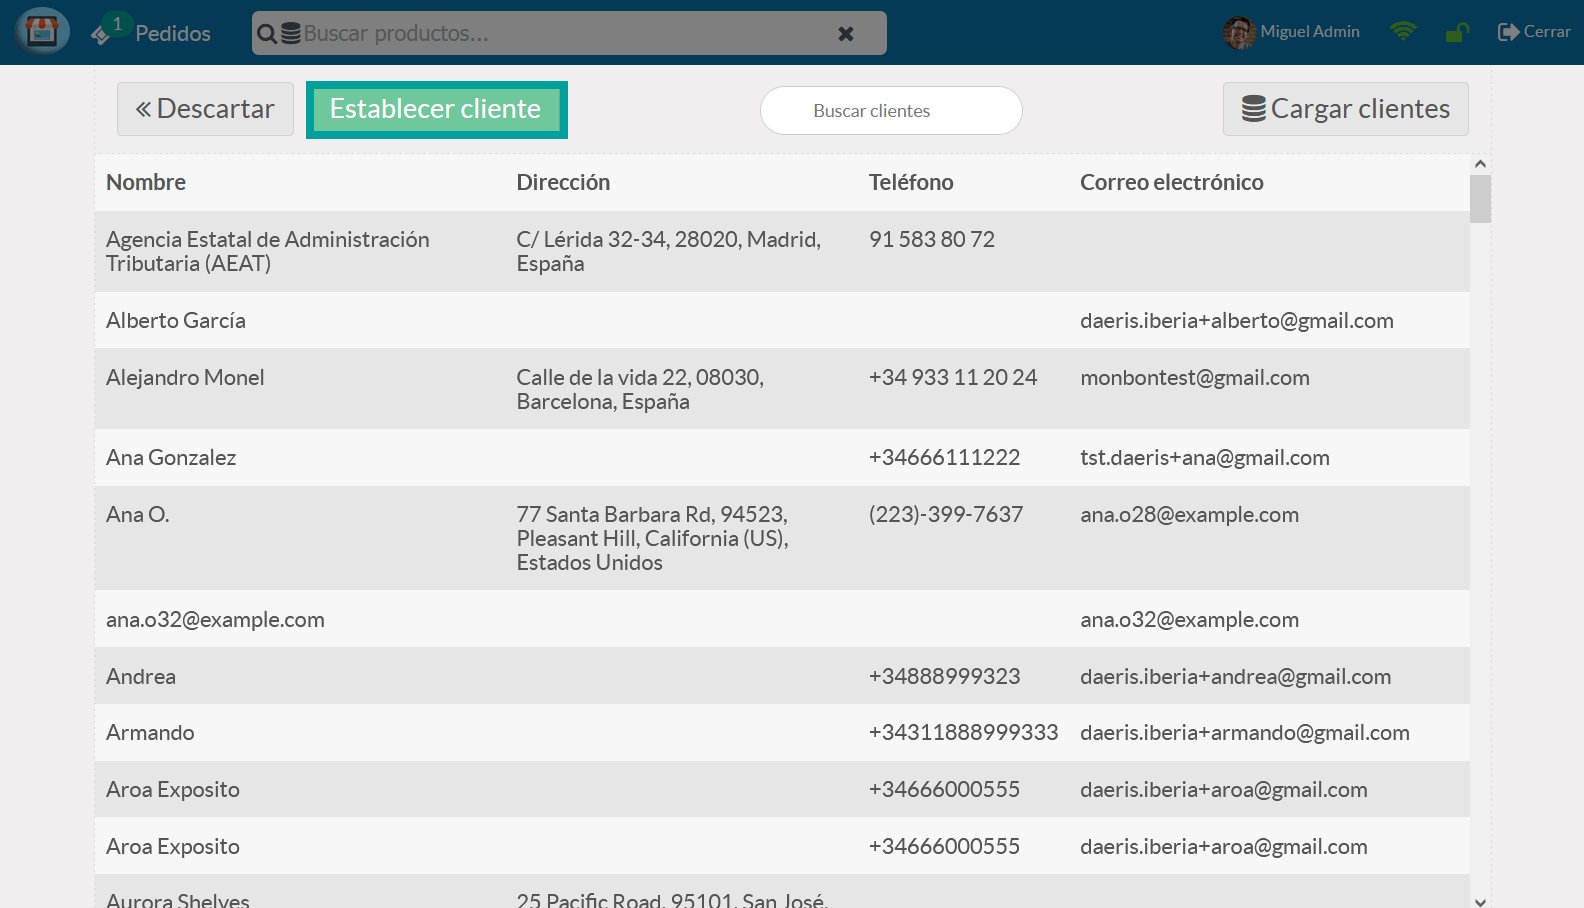 1
Pedidos
Buscar productos...
Miguel Admin
Cerrar
Descartar
Establecer cliente
Buscar clientes
Cargar clientes
Nombre Dirección Teléfono Correo electrónico
Agencia Estatal de Administración C/ Lérida 32-34, 28020, Madrid, 91 583 80 72
Tributaria (AEAT) España
Alberto García daeris.iberia+alberto@gmail.com
Alejandro Monel Calle de la vida 22, 08030, +34 933 11 20 24 monbontest@gmail.com
Barcelona, España
Ana Gonzalez +34666111222 tst.daeris+ana@gmail.com
Ana O. 77 Santa Barbara Rd, 94523, (223)-399-7637 ana.o28@example.com
Pleasant Hill, California (US),
Estados Unidos
ana.o32@example.com ana.o32@example.com
Andrea +34888999323 daeris.iberia+andrea@gmail.com
Armando +34311888999333 daeris.iberia+armando@gmail.com
Aroa Exposito +34666000555 daeris.iberia+aroa@gmail.com
Aroa Exposito +34666000555 daeris.iberia+aroa@gmail.com
Aurora Shelves 25 Pacific Road, 95101, San José,